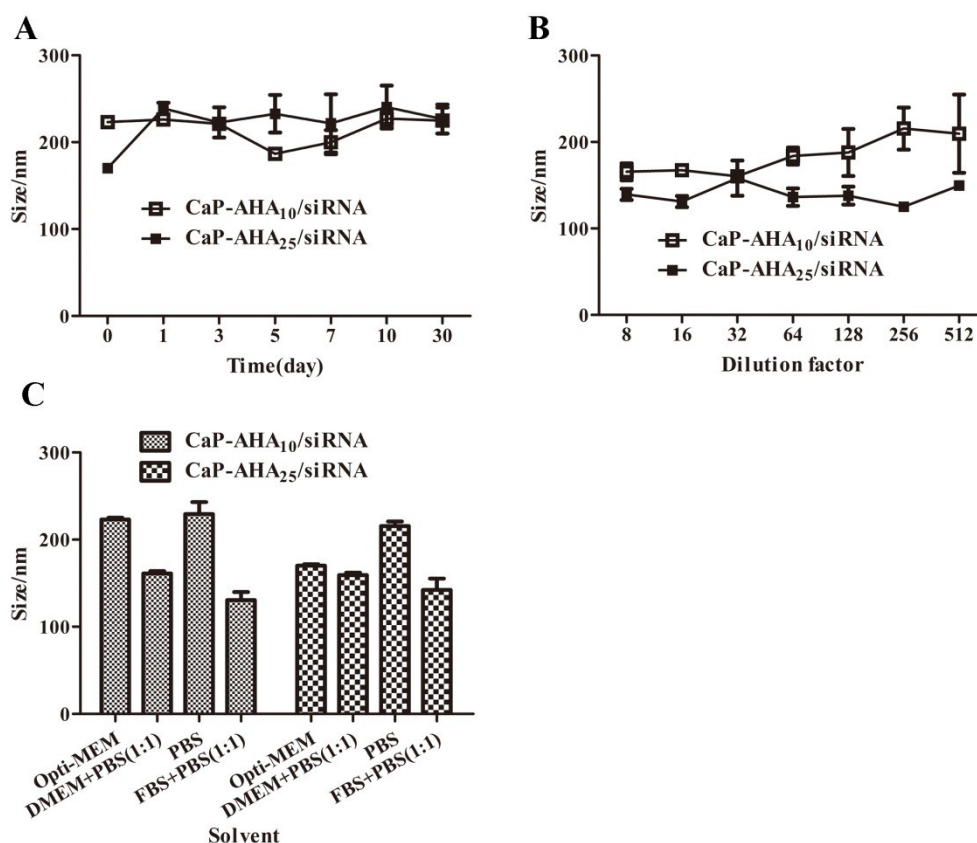 A
300
200
100
0
Size/nm
CaP-AHA10/siRNA
CaP-AHA25/siRNA
0 1 3 5 7 10 30
Time(day)
B
300
200
100
0
Size/nm
CaP-AHA10/siRNA
CaP-AHA25/siRNA
8 16 32 64 128 256 512
Dilution factor
C
CaP-AHA10/siRNA
CaP-AHA25/siRNA
300
200
100
0
Size/nm
Opti-MEM
DMEM+PBS(1:1)
PBS
FBS+PBS(1:1)
Opti-MEM
DMEM+PBS(1:1)
PBS
FBS+PBS(1:1)
Solvent